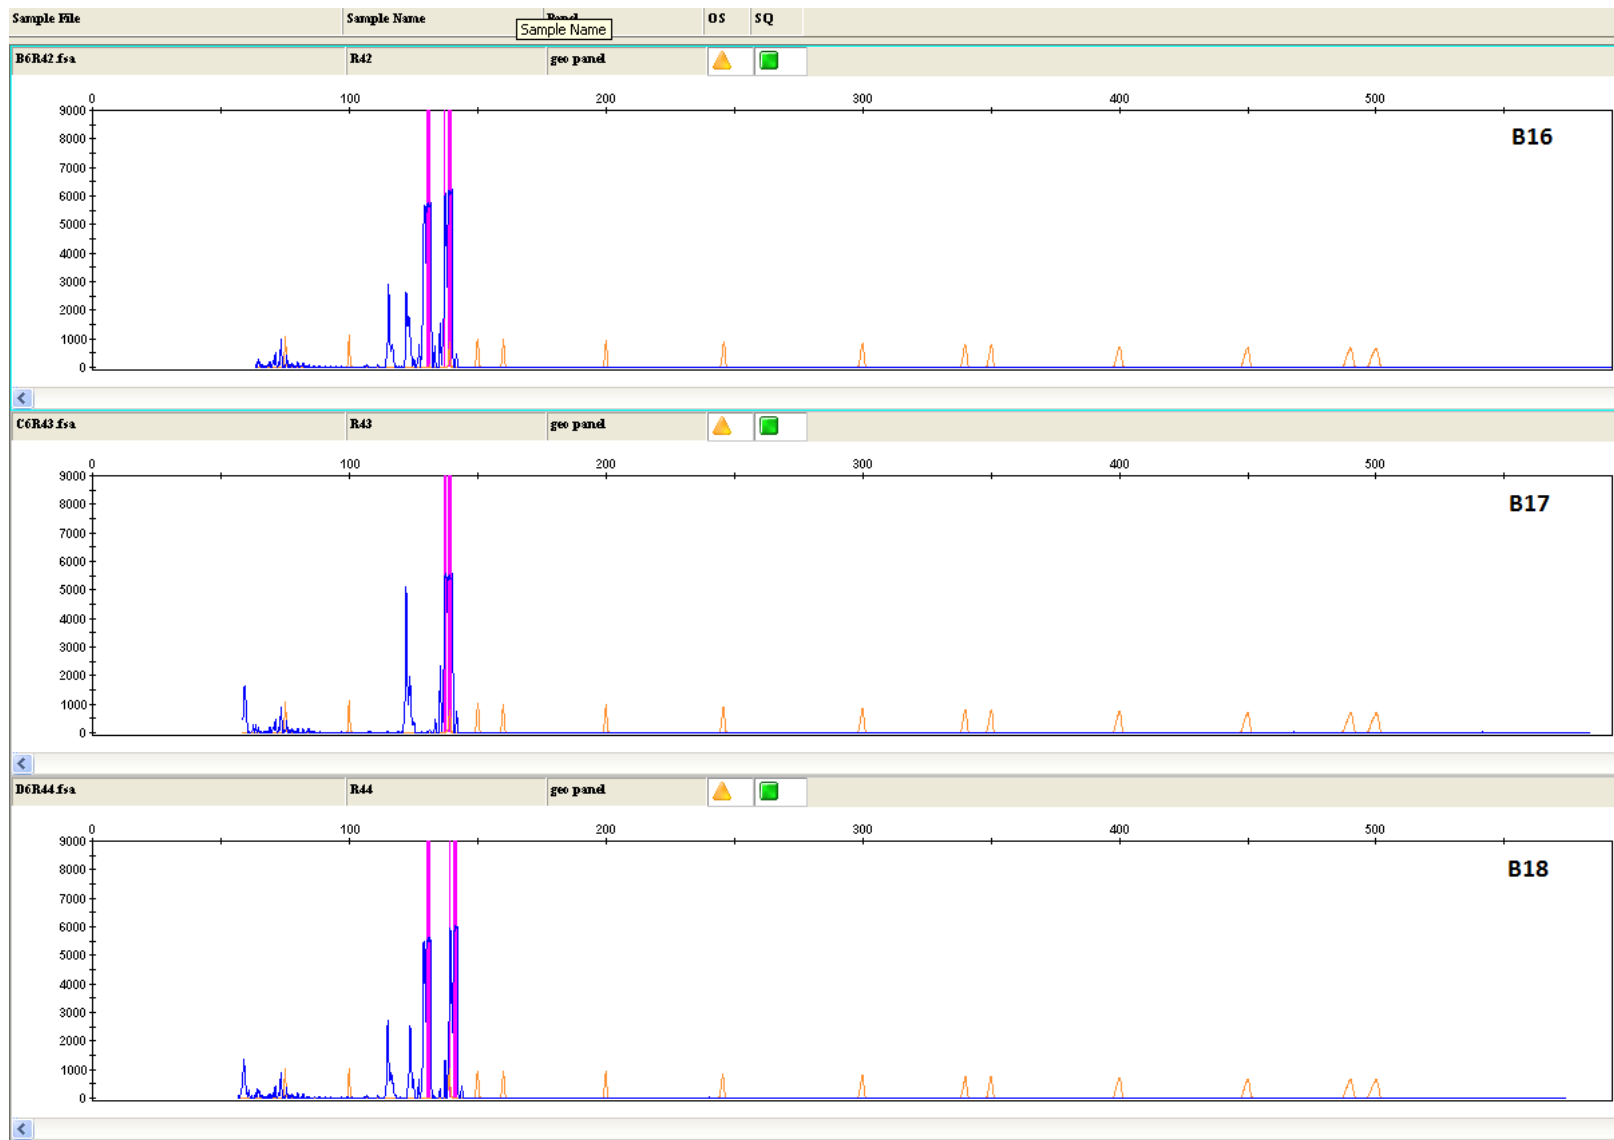 Sample File Sample Name Panel OS SQ
Sample Name
B6R42.fsa R42 geo panel
0 100 200 300 400 500
9000 B16
8000
7000
6000
5000
4000
3000
2000
1000
0
C6R43.fsa R43 geo panel
0 100 200 300 400 500
9000 B17
8000
7000
6000
5000
4000
3000
2000
1000
0
D6R44.fsa R44 geo panel
0 100 200 300 400 500
9000 B18
8000
7000
6000
5000
4000
3000
2000
1000
0